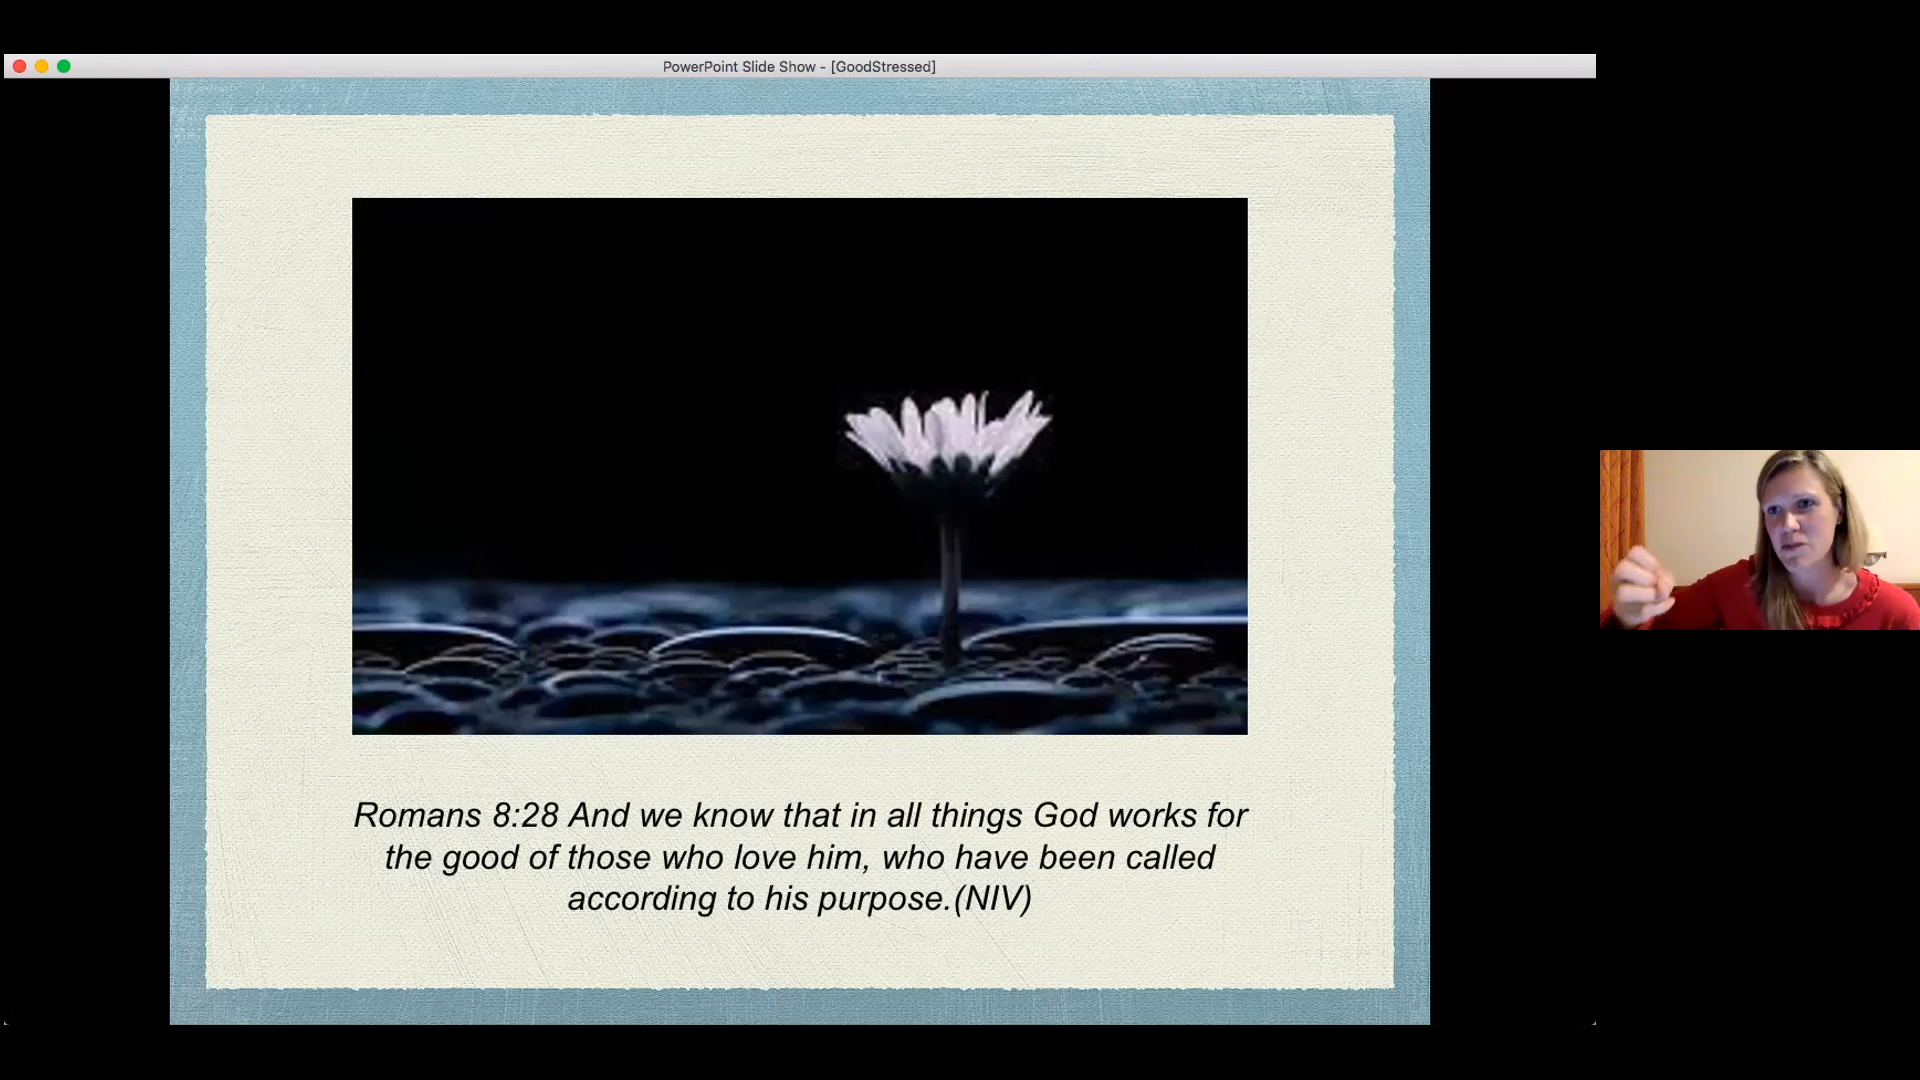 PowerPoint Slide Show - [GoodStressed]
Romans 8:28 And we know that in all things God works for
the good of those who love him, who have been called
according to his purpose.(NIV)